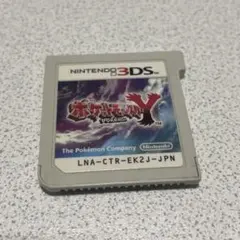 NINTENDO 3DS
ポケットモンスターY
The Pokémon Company
Nintendo
LNA-CTR-EK2J-JPN